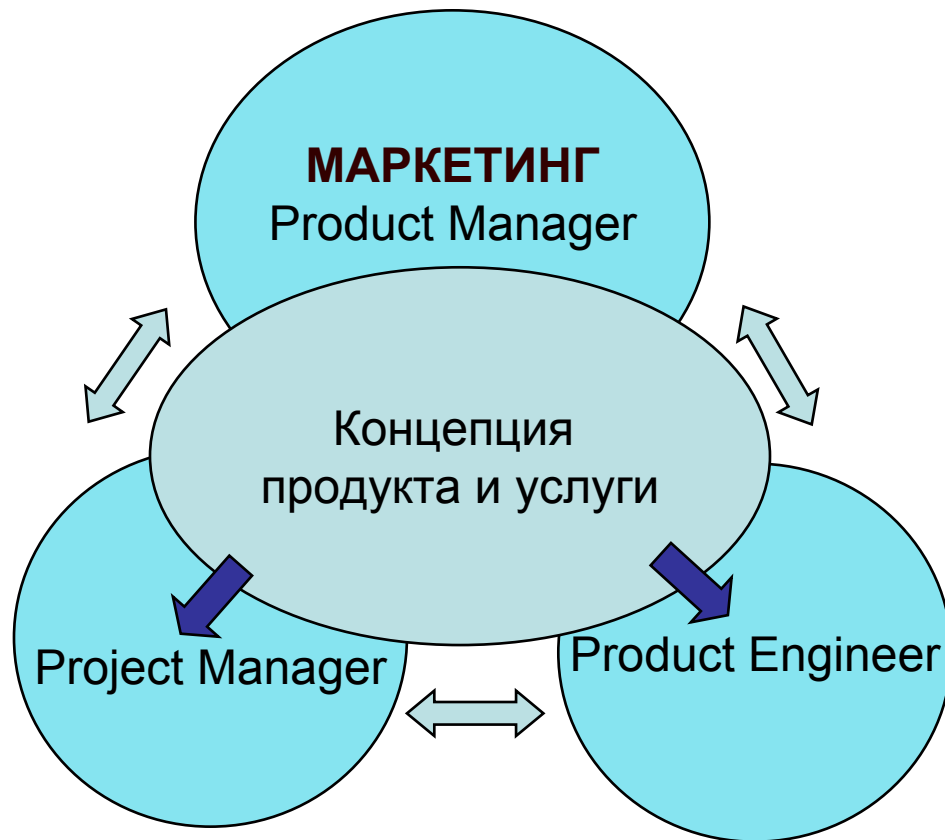 МАРКЕТИНГ
Product Manager
Концепция
продукта и услуги
Project Manager
Product Engineer